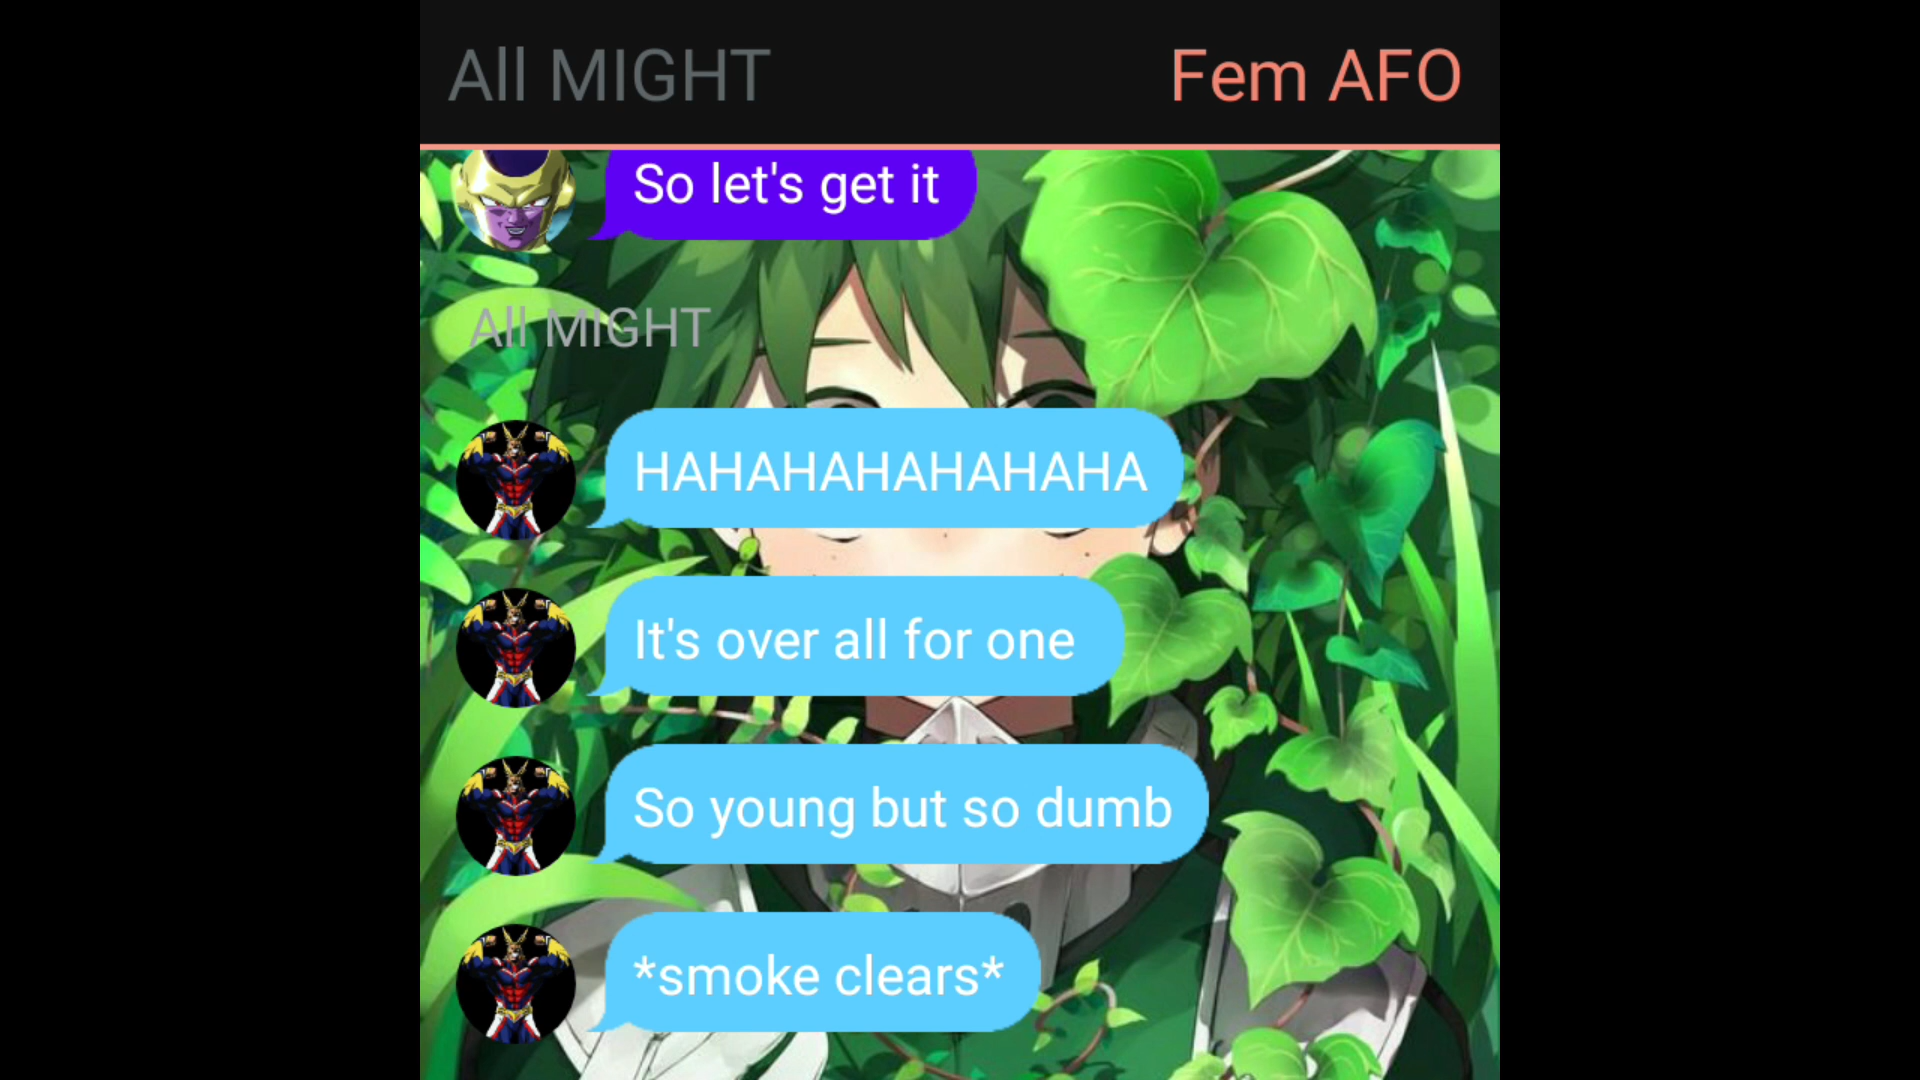 All MIGHT
Fem AFO
So let's get it
All MIGHT
HAHAHAHAHAHAHA
It's over all for one
So young but so dumb
*smoke clears*